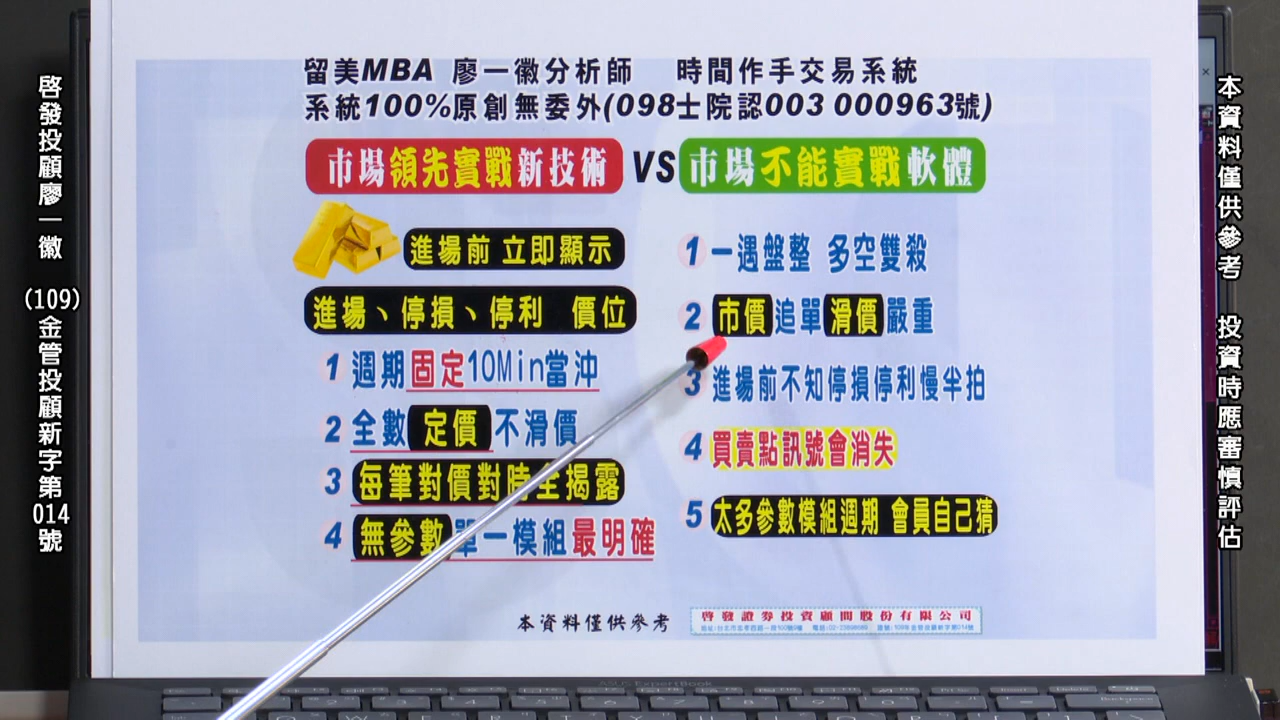 啓發投顧廖一徽 (109)金管投顧新字第014號
留美MBA 廖一徽分析師 時間作手交易系統
系統100%原創無委外(098士院認003 000963號)
市場領先實戰新技術 VS 市場不能實戰軟體
進場前 立即顯示
進場、停損、停利 價位
1 週期固定10Min當沖
2 全數定價不滑價
3 每筆對價對時全揭露
4 無參數單一模組最明確
1 一遇盤整 多空雙殺
2 市價追單滑價嚴重
3 進場前不知停損停利慢半拍
4 買賣點訊號會消失
5 太多參數模組週期 會員自己猜
本資料僅供參考
啓發證券投資顧問股份有限公司
本資料僅供參考 投資時應審慎評估
ASUS ExpertBook